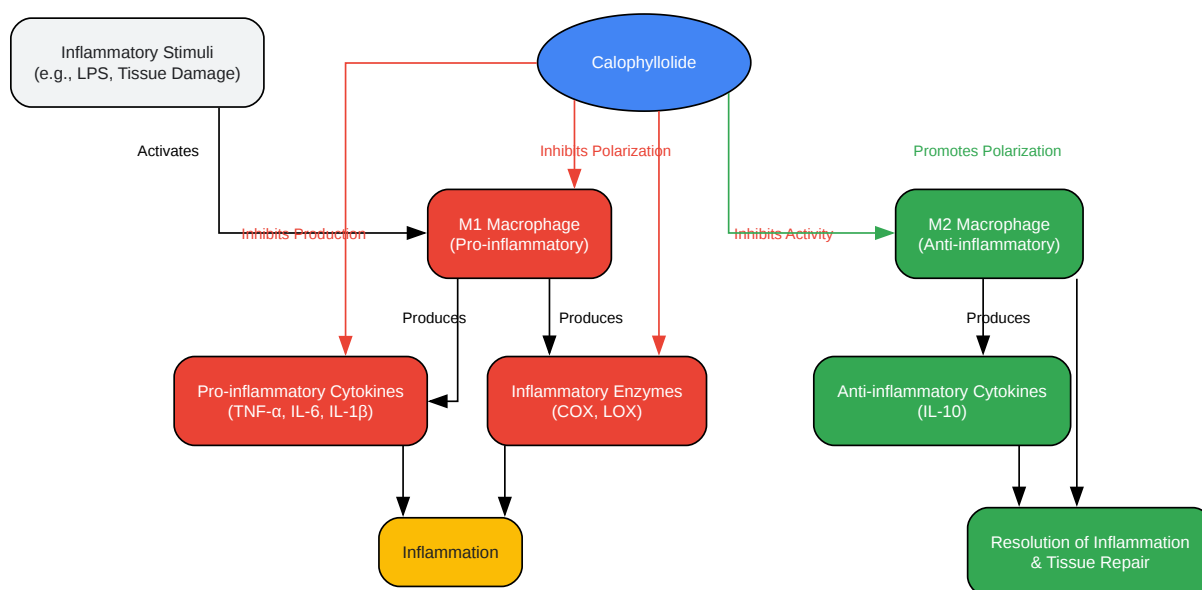 Inflammatory Stimuli
(e.g., LPS, Tissue Damage)
Calophyllolide
Activates
Inhibits Polarization
Promotes Polarization
Inhibits Production
M1 Macrophage
(Pro-inflammatory)
Inhibits Activity
M2 Macrophage
(Anti-inflammatory)
Produces
Produces
Produces
Pro-inflammatory Cytokines
(TNF-α, IL-6, IL-1β)
Inflammatory Enzymes
(COX, LOX)
Anti-inflammatory Cytokines
(IL-10)
Inflammation
Resolution of Inflammation
& Tissue Repair